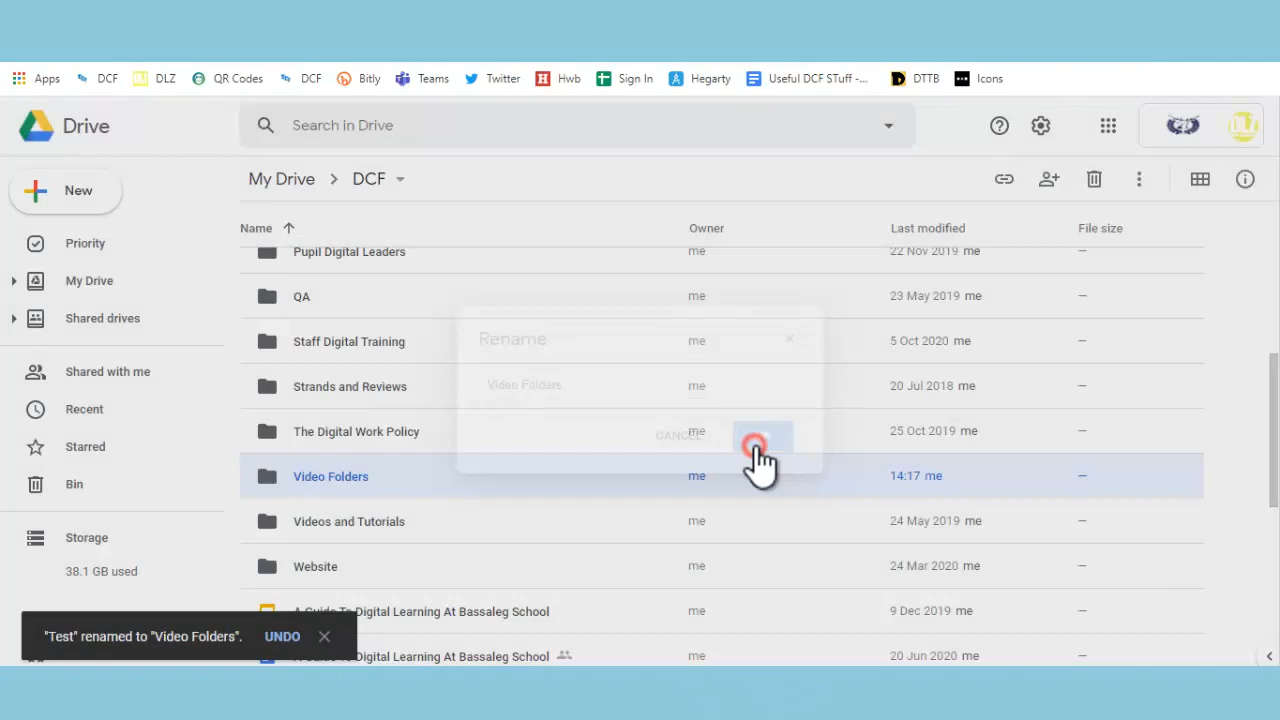 Apps DCF DLZ QR Codes DCF Bitly Teams Twitter Hwb Sign In Hegarty Useful DCF STuff -... DTTB Icons
Drive Search in Drive
My Drive DCF
New
Name Owner Last modified File size
Priority
Pupil Digital Leaders me 22 Nov 2019 me —
My Drive
QA me 23 May 2019 me —
Shared drives
Rename
Staff Digital Training me 5 Oct 2020 me —
Shared with me
Video Folders
Strands and Reviews me 20 Jul 2018 me —
Recent
CANCEL
The Digital Work Policy me 25 Oct 2019 me —
Starred
Video Folders me 14:17 me —
Bin
Videos and Tutorials me 24 May 2019 me —
Storage
Website me 24 Mar 2020 me —
38.1 GB used
A Guide To Digital Learning At Bassaleg School me 9 Dec 2019 me —
"Test" renamed to "Video Folders". UNDO
A Guide To Digital Learning At Bassaleg School me 20 Jun 2020 me —